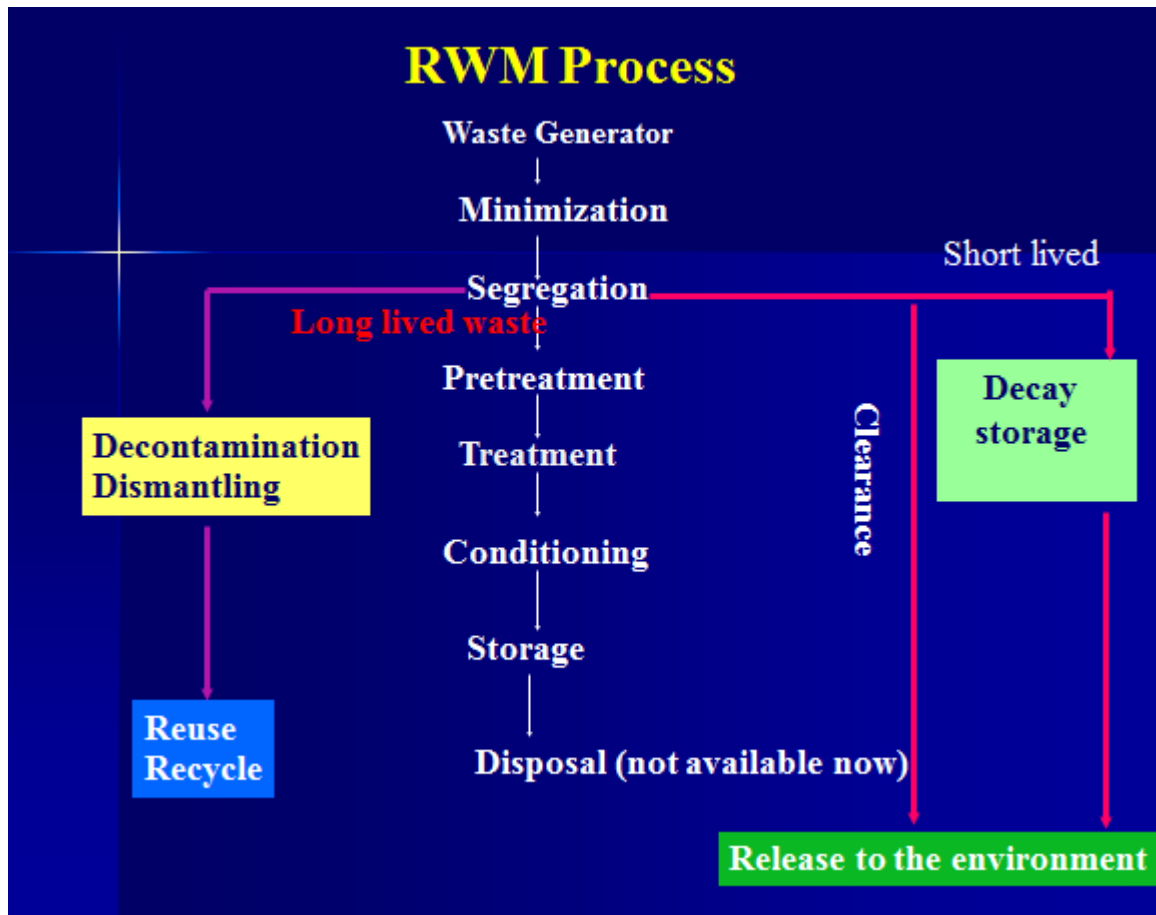 RWM Process
Waste Generator
Minimization
Short lived
Segregation
Long lived waste
Pretreatment
Decay
storage
Clearance
Decontamination
Dismantling
Treatment
Conditioning
Storage
Reuse
Recycle
Disposal (not available now)
Release to the environment